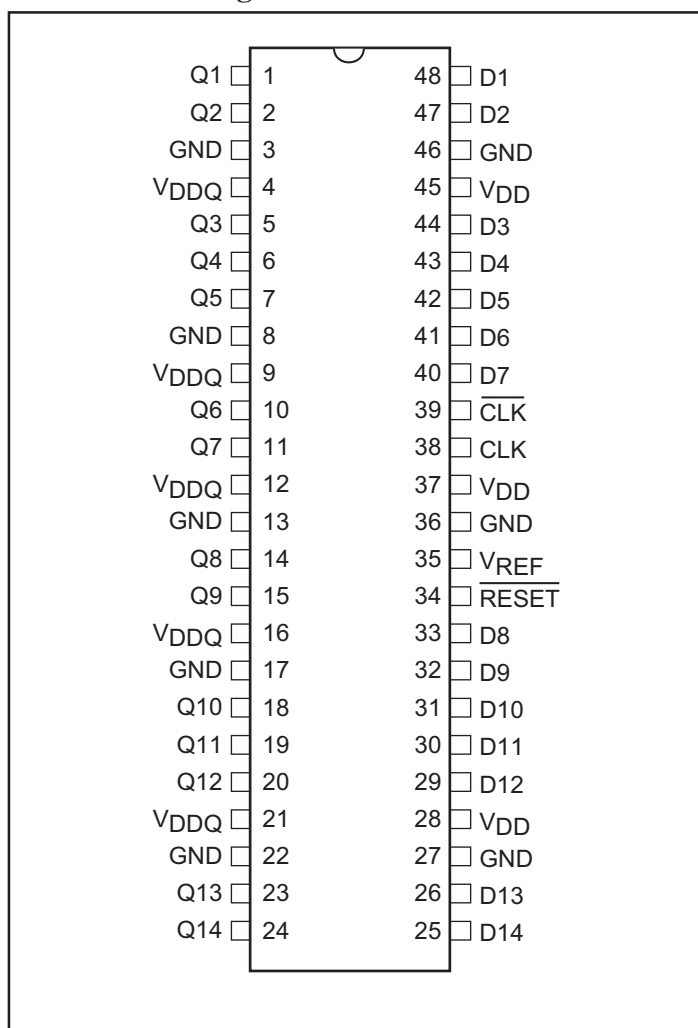 Q1 1 48 D1
Q2 2 47 D2
GND 3 46 GND
VDDQ 4 45 VDD
Q3 5 44 D3
Q4 6 43 D4
Q5 7 42 D5
GND 8 41 D6
VDDQ 9 40 D7
Q6 10 39 C̅L̅K̅
Q7 11 38 CLK
VDDQ 12 37 VDD
GND 13 36 GND
Q8 14 35 VREF
Q9 15 34 R̅E̅S̅E̅T̅
VDDQ 16 33 D8
GND 17 32 D9
Q10 18 31 D10
Q11 19 30 D11
Q12 20 29 D12
VDDQ 21 28 VDD
GND 22 27 GND
Q13 23 26 D13
Q14 24 25 D14